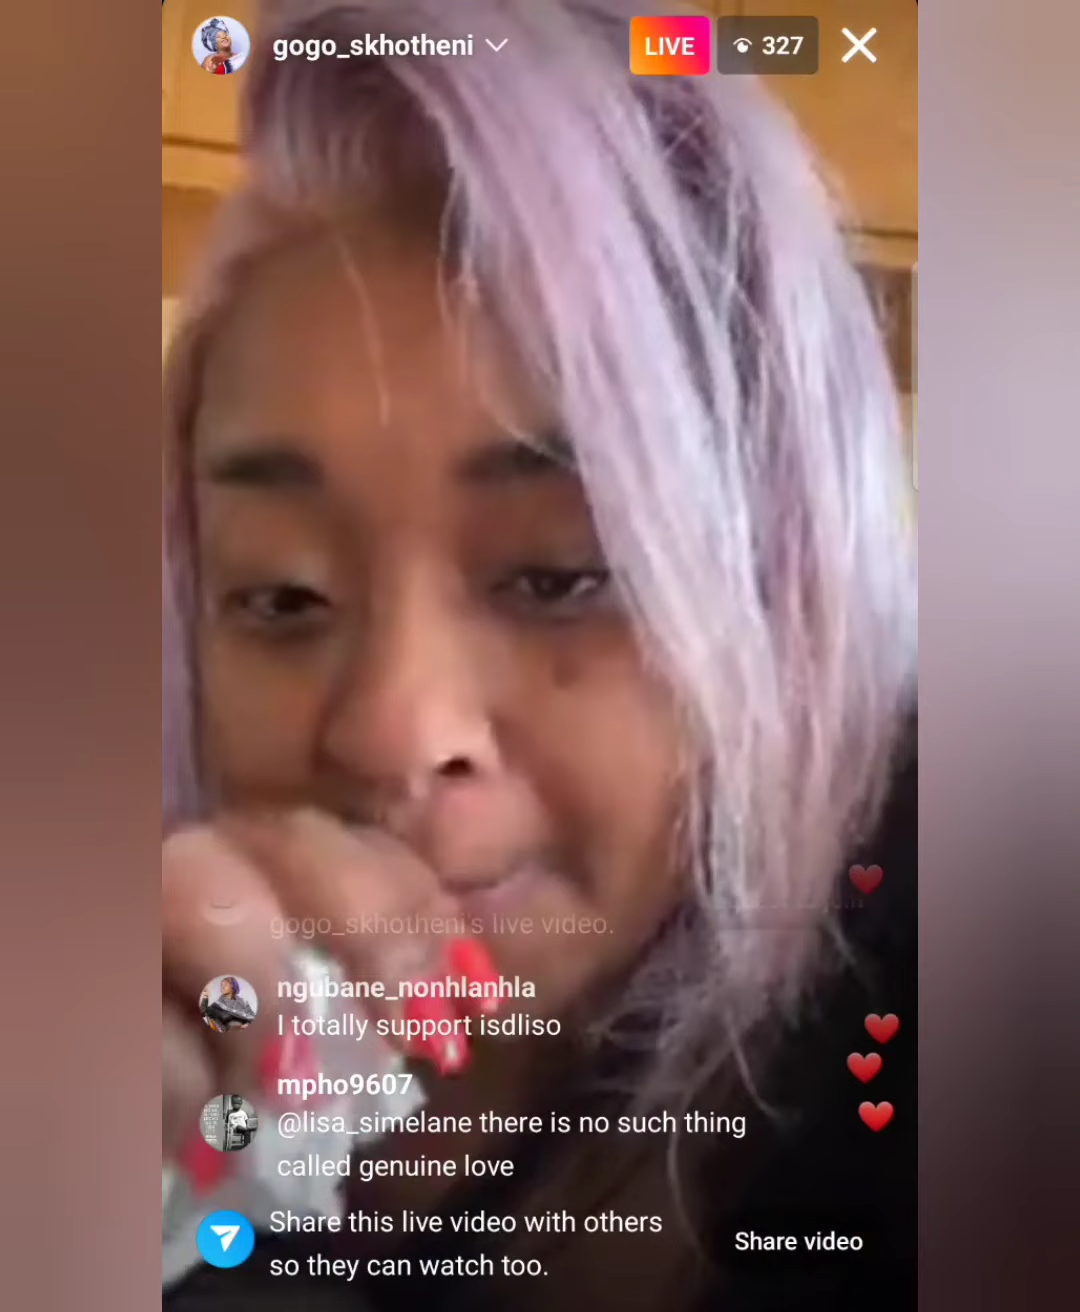 gogo_skhotheni
LIVE
327
gogo_skhotheni's live video.
ngubane_nonhlanhla
I totally support isdliso
mpho9607
@lisa_simelane there is no such thing
called genuine love
Share this live video with others
so they can watch too.
Share video